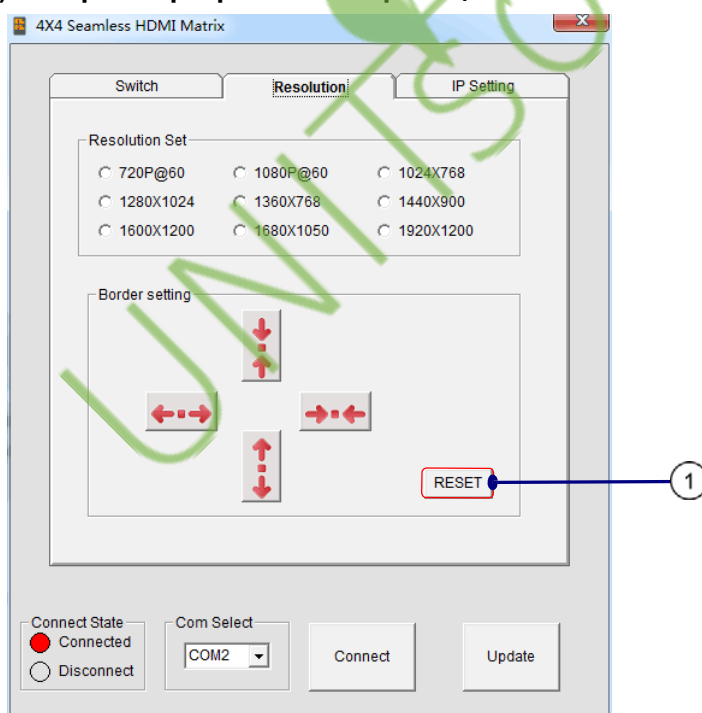 4X4 Seamless HDMI Matrix
Switch Resolution IP Setting
Resolution Set
720P@60 1080P@60 1024X768
1280X1024 1360X768 1440X900
1600X1200 1680X1050 1920X1200
Border setting
RESET
1
Connect State Com Select
Connected
COM2 Connect Update
Disconnect